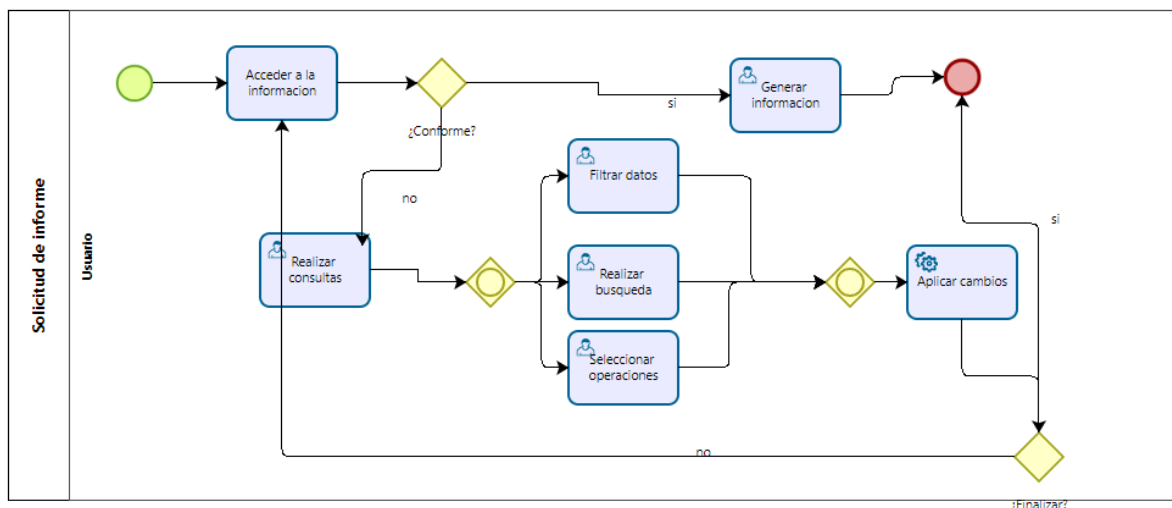 Solicitud de informe
Usuario
Acceder a la
informacion
¿Conforme?
si
Generar
informacion
no
Filtrar datos
Realizar
consultas
Realizar
busqueda
Seleccionar
operaciones
Aplicar cambios
si
no
¿Finalizar?